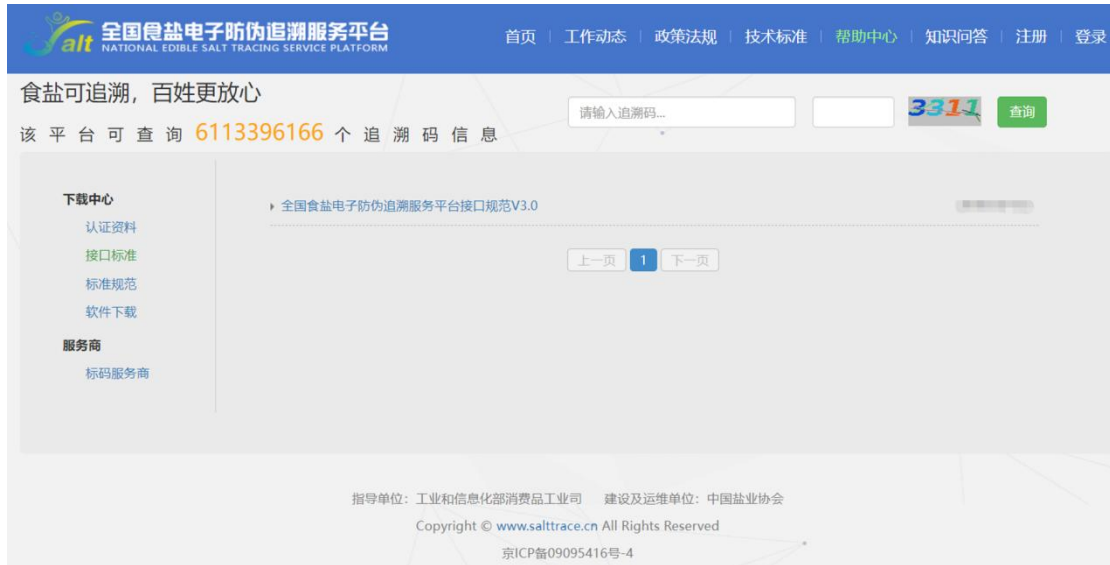 alt 全国食盐电子防伪追溯服务平台
NATIONAL EDIBLE SALT TRACING SERVICE PLATFORM
首页 工作动态 政策法规 技术标准 帮助中心 知识问答 注册 登录
食盐可追溯，百姓更放心
请输入追溯码... 3311 查询
该平台可查询 6113396166 个追溯码信息
下载中心
认证资料
接口标准
标准规范
软件下载
服务商
标码服务商
全国食盐电子防伪追溯服务平台接口规范V3.0
上一页 1 下一页
指导单位：工业和信息化部消费品工业司 建设及运维单位：中国盐业协会
Copyright © www.salttrace.cn All Rights Reserved
京ICP备09095416号-4